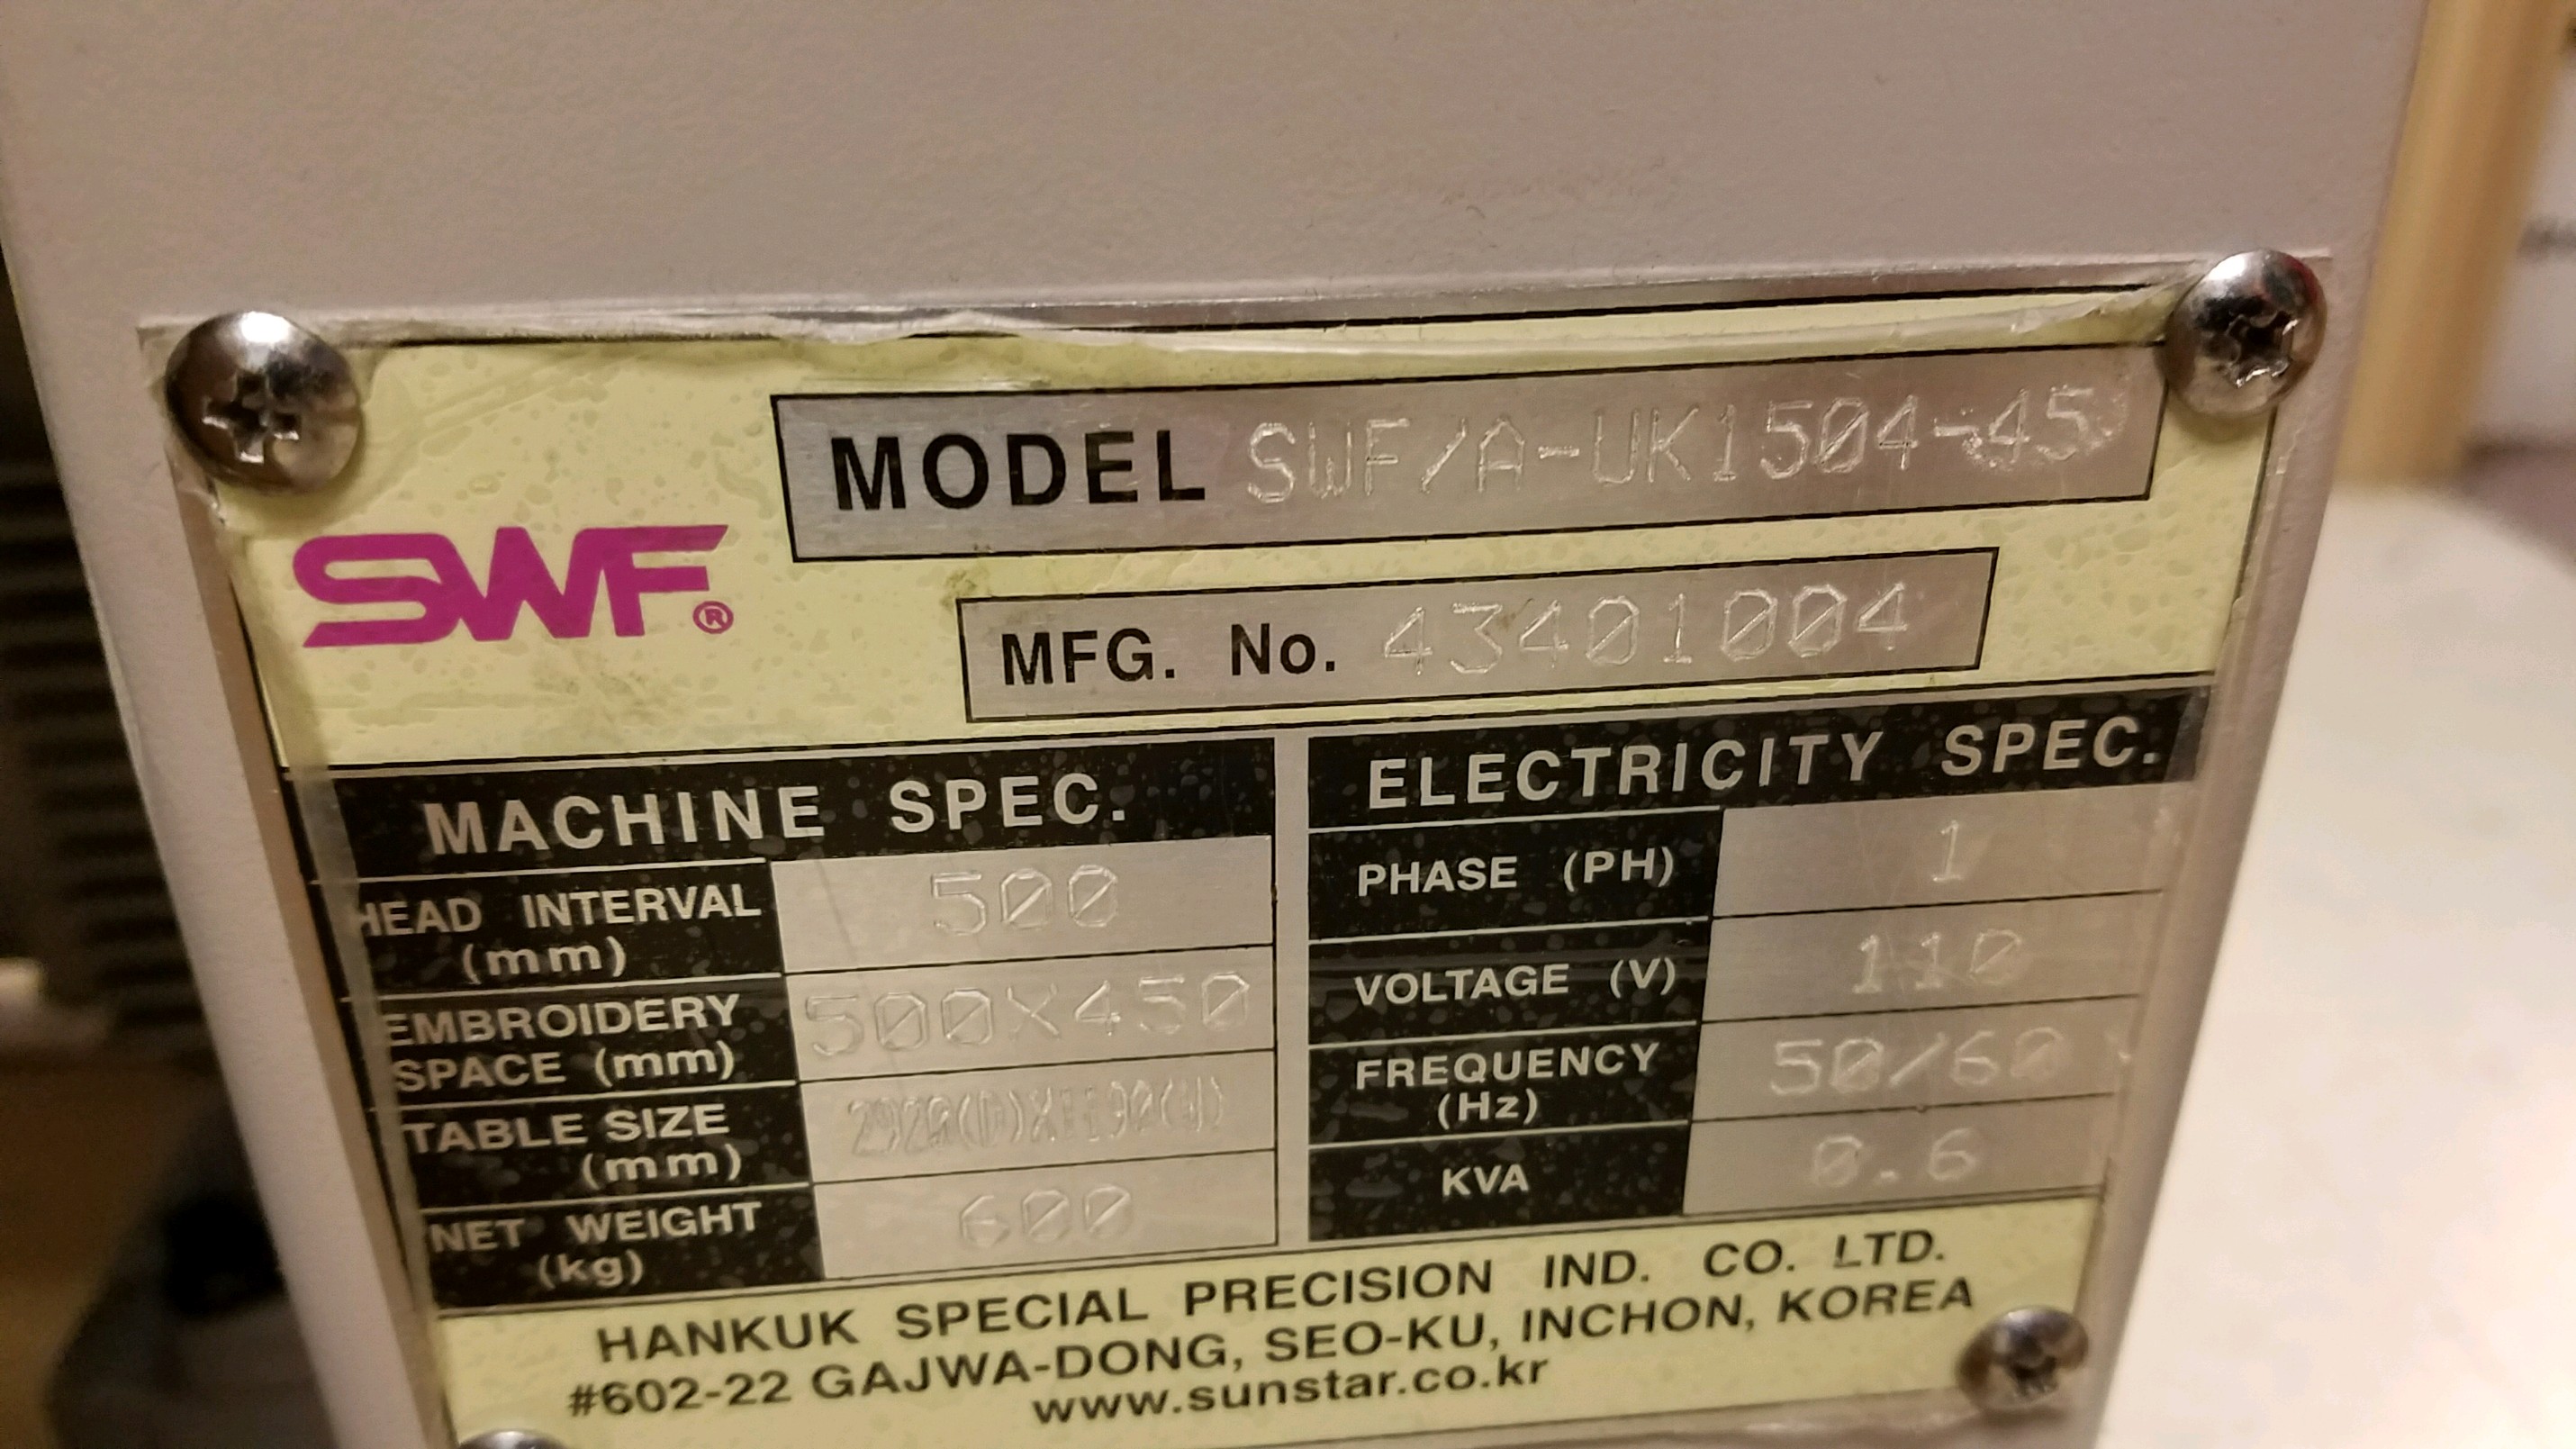 MODEL SWF/A-UK1504-45
SWF®
MFG. No. 43401004
MACHINE SPEC.
HEAD INTERVAL (mm) 500
EMBROIDERY SPACE (mm) 500X450
TABLE SIZE (mm)
NET WEIGHT (kg) 600
ELECTRICITY SPEC.
PHASE (PH) 1
VOLTAGE (V) 110
FREQUENCY (Hz) 50/60
KVA 0.6
HANKUK SPECIAL PRECISION IND. CO. LTD.
#602-22 GAJWA-DONG, SEO-KU, INCHON, KOREA
www.sunstar.co.kr